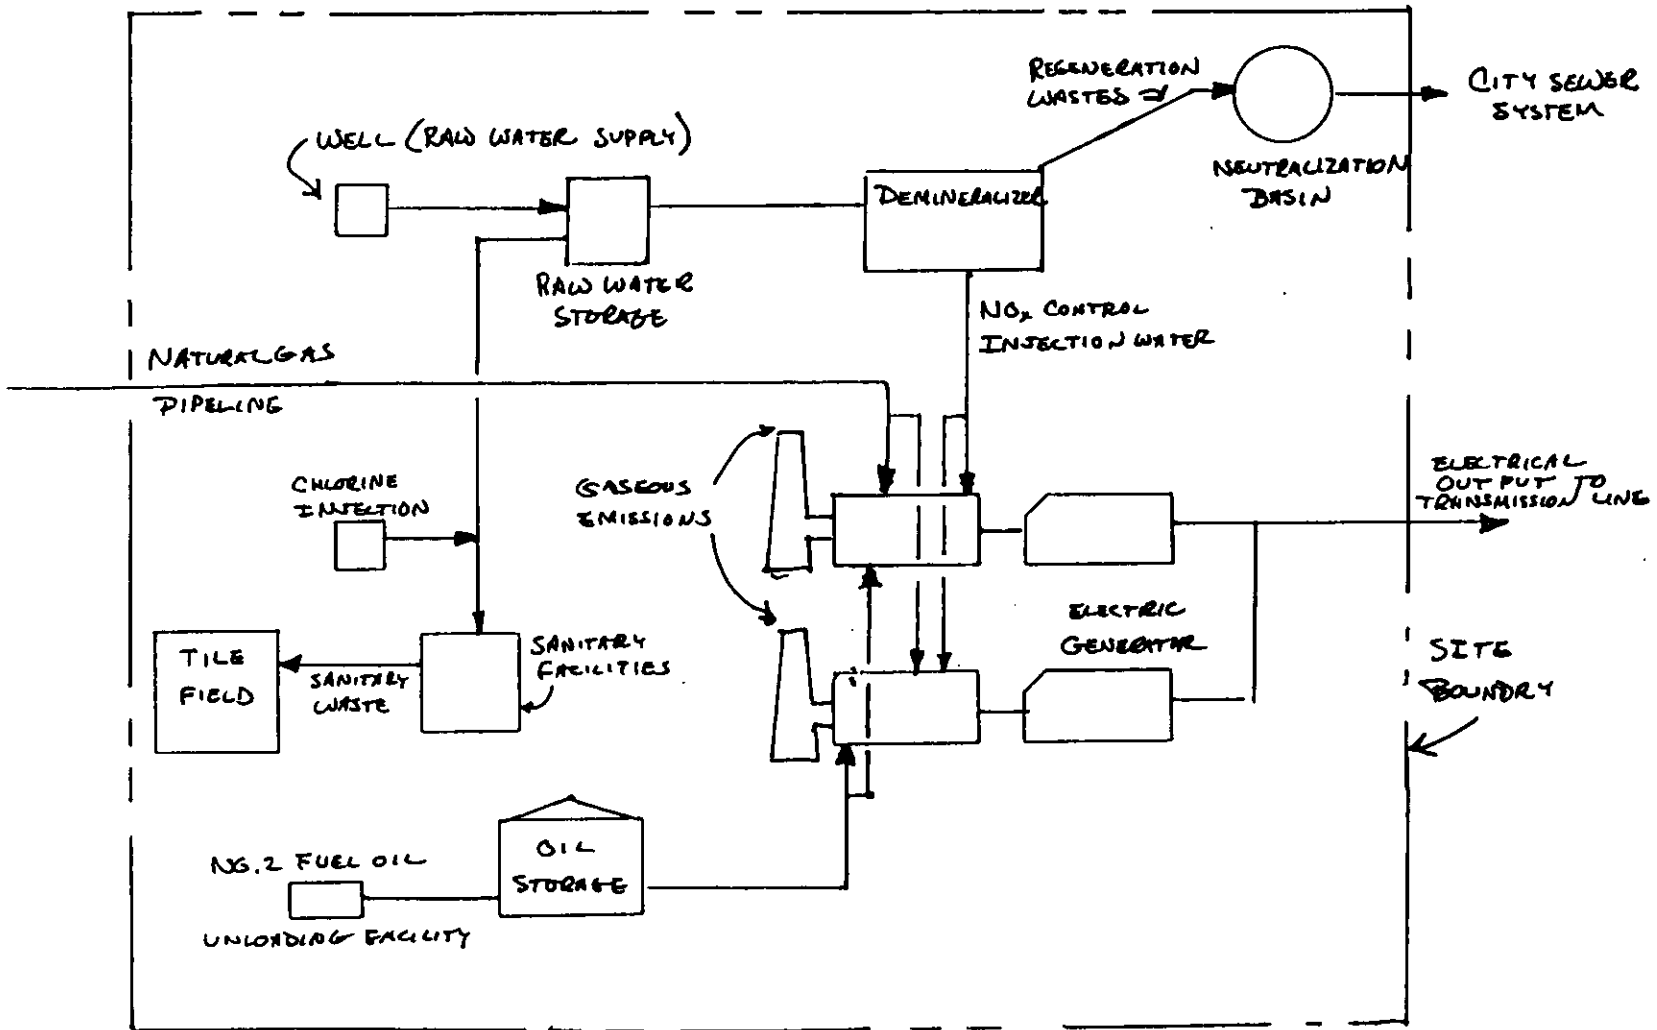 REGENERATION
WASTES
CITY SEWER
SYSTEM
WELL (RAW WATER SUPPLY)
NEUTRALIZATION
BASIN
DEMINERALIZER
RAW WATER
STORAGE
NOx CONTROL
INJECTION WATER
NATURAL GAS
PIPELINE
ELECTRICAL
OUTPUT TO
TRANSMISSION LINE
CHLORINE
INJECTION
GASEOUS
EMISSIONS
ELECTRIC
GENERATOR
SITE
BOUNDRY
TILE
FIELD
SANITARY
WASTE
SANITARY
FACILITIES
OIL
STORAGE
NO.2 FUEL OIL
UNLOADING FACILITY